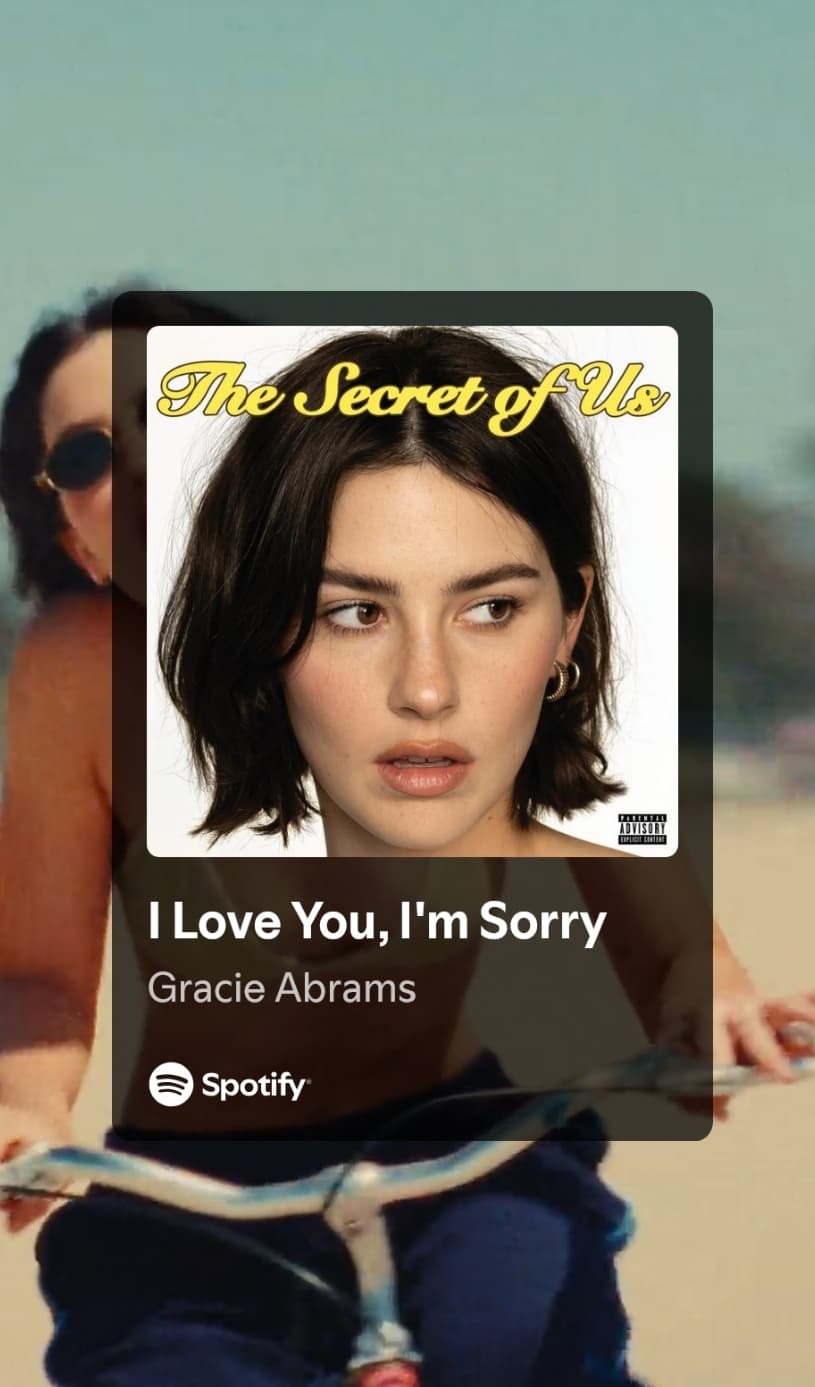 The Secret of Us
PARENTAL
ADVISORY
EXPLICIT CONTENT
I Love You, I'm Sorry
Gracie Abrams
Spotify